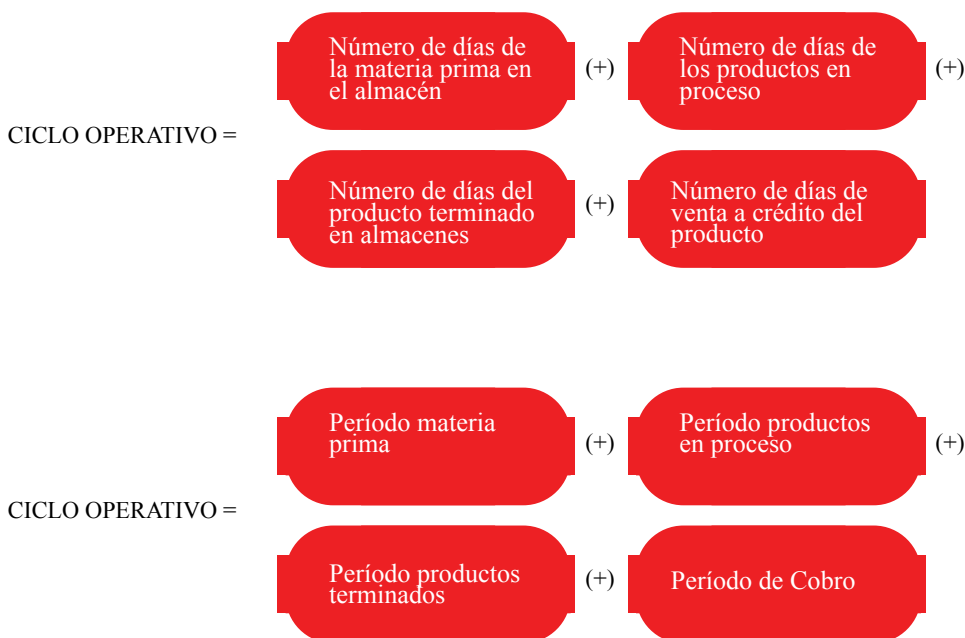 Número de días de
la materia prima en
el almacén
(+)
Número de días de
los productos en
proceso
(+)
CICLO OPERATIVO =
Número de días del
producto terminado
en almacenes
(+)
Número de días de
venta a crédito del
producto
Período materia
prima
(+)
Período productos
en proceso
(+)
CICLO OPERATIVO =
Período productos
terminados
(+)
Período de Cobro